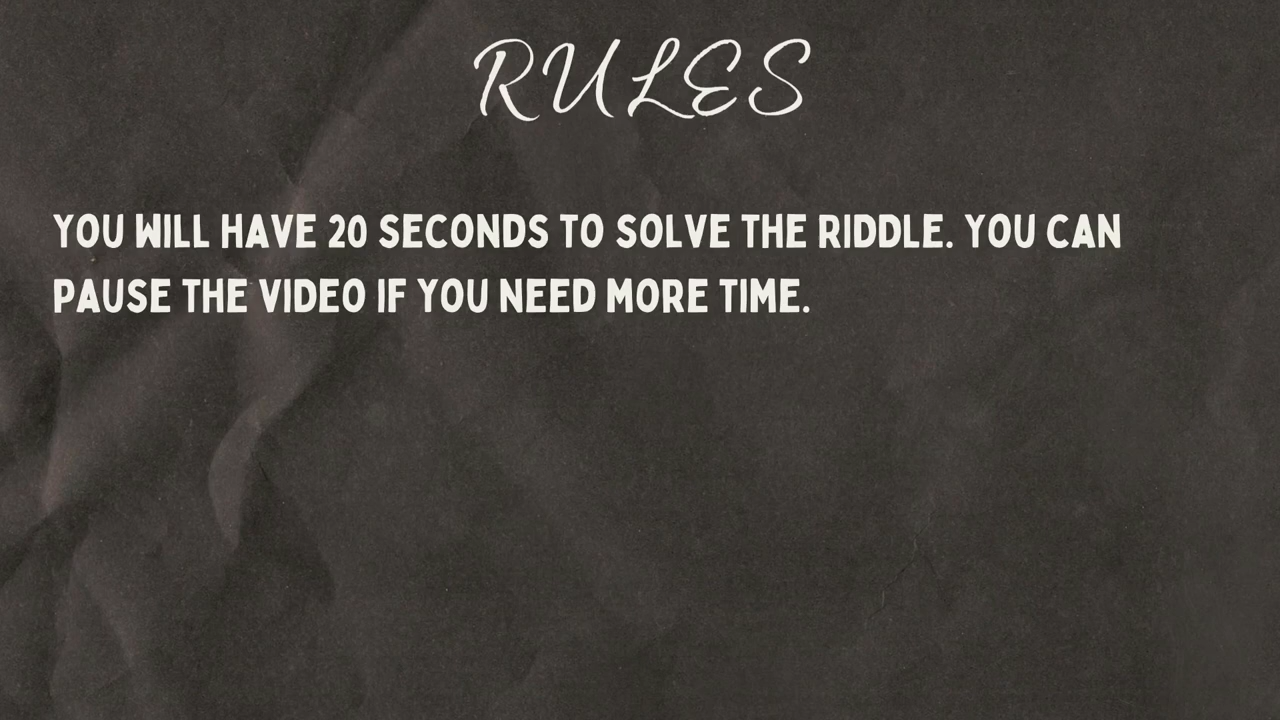 RULES
YOU WILL HAVE 20 SECONDS TO SOLVE THE RIDDLE. YOU CAN
PAUSE THE VIDEO IF YOU NEED MORE TIME.